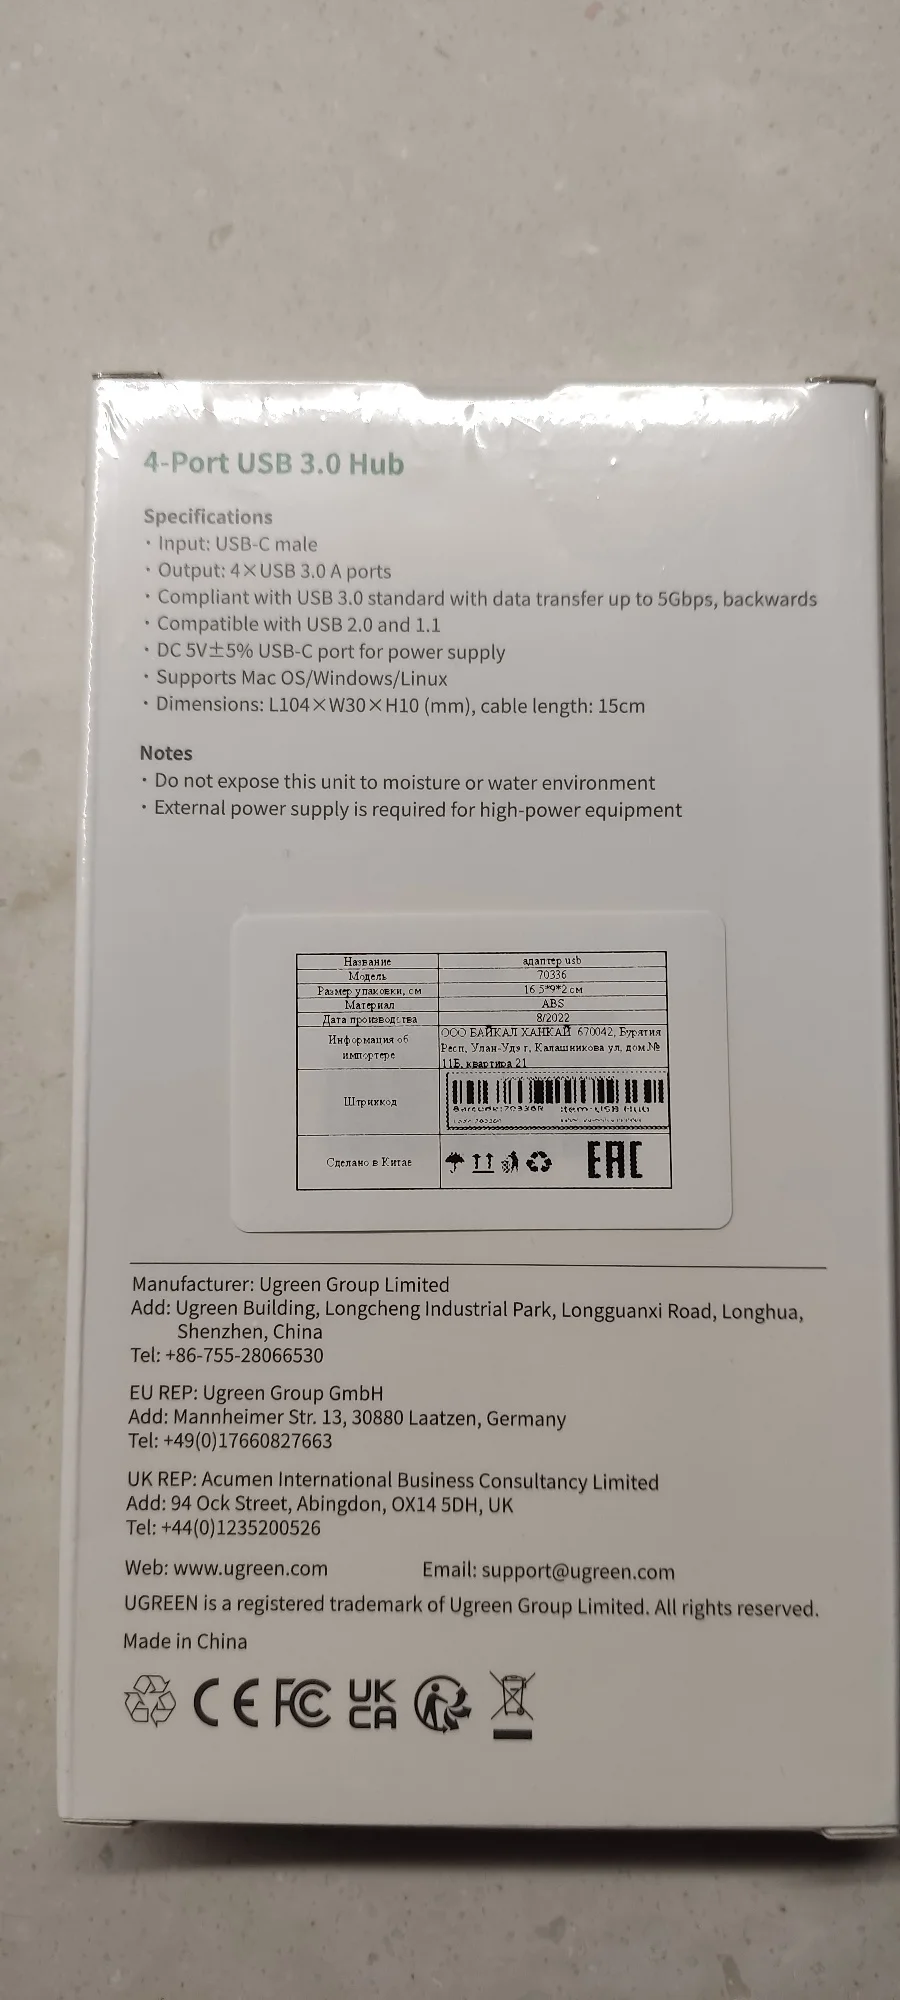 4-Port USB 3.0 Hub
Specifications
· Input: USB-C male
· Output: 4×USB 3.0 A ports
· Compliant with USB 3.0 standard with data transfer up to 5Gbps, backwards
· Compatible with USB 2.0 and 1.1
· DC 5V±5% USB-C port for power supply
· Supports Mac OS/Windows/Linux
· Dimensions: L104×W30×H10 (mm), cable length: 15cm
Notes
· Do not expose this unit to moisture or water environment
· External power supply is required for high-power equipment
Название адаптер usb
Модель 70336
Размер упаковки, см 16.5*9*2 см
Материал ABS
Дата производства 8/2022
Информация об импортере
ООО БАЙКАЛ ХАНКАЙ 670042, Бурятия
Респ, Улан-Удэ г, Калашникова ул, дом №
11Б, квартира 21
Штрихкод
Barcode:70336R Item:USB HUB
Сделано в Китае EAC
Manufacturer: Ugreen Group Limited
Add: Ugreen Building, Longcheng Industrial Park, Longguanxi Road, Longhua,
Shenzhen, China
Tel: +86-755-28066530
EU REP: Ugreen Group GmbH
Add: Mannheimer Str. 13, 30880 Laatzen, Germany
Tel: +49(0)17660827663
UK REP: Acumen International Business Consultancy Limited
Add: 94 Ock Street, Abingdon, OX14 5DH, UK
Tel: +44(0)1235200526
Web: www.ugreen.com Email: support@ugreen.com
UGREEN is a registered trademark of Ugreen Group Limited. All rights reserved.
Made in China
CE FC UK
CA